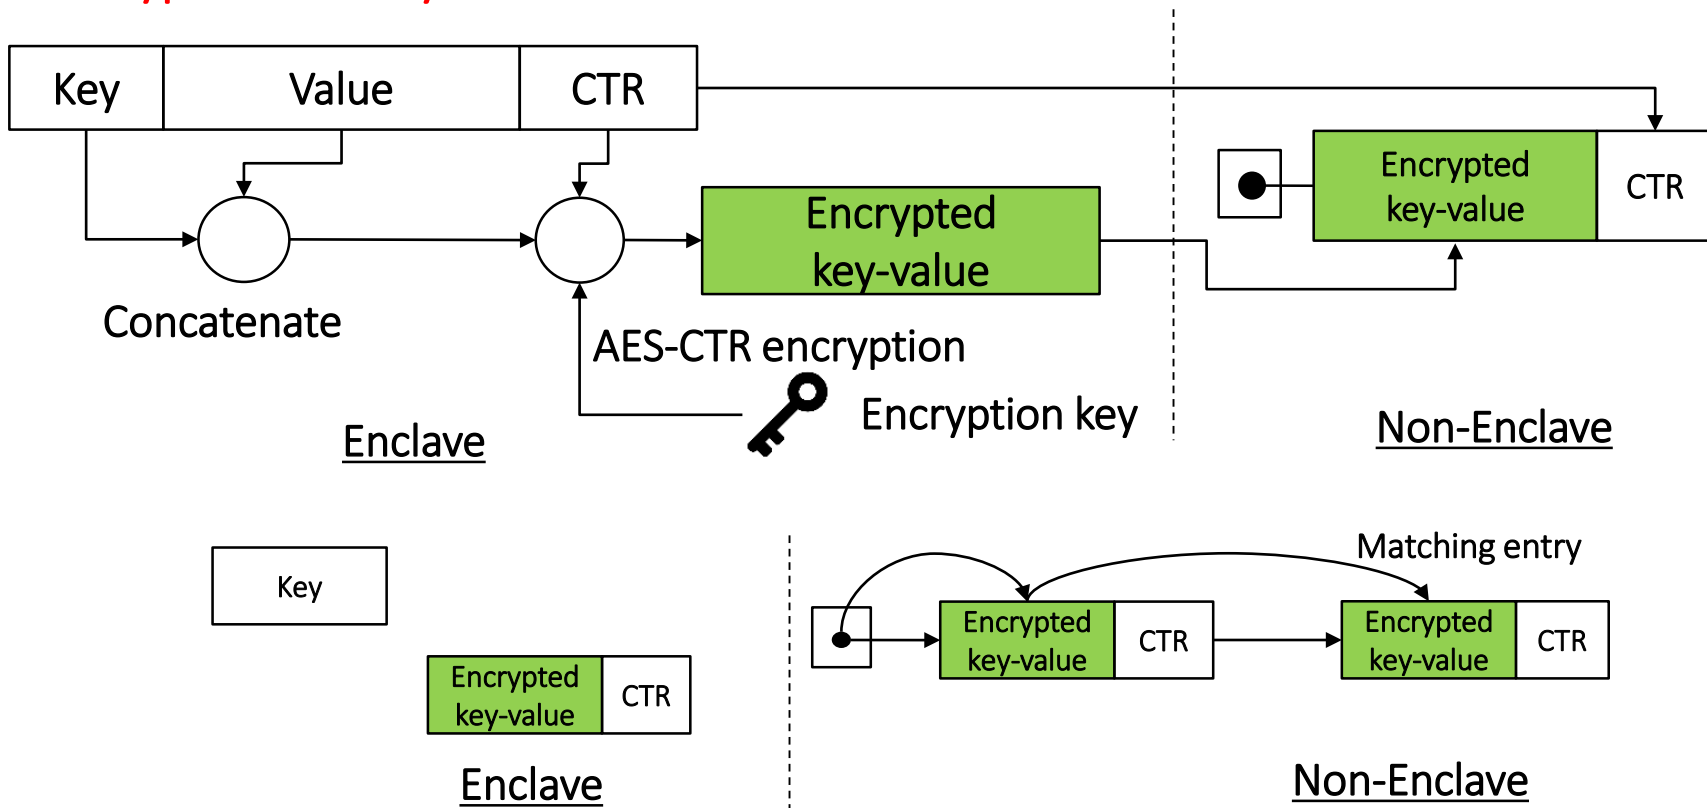 Key
Value
CTR
Encrypted
key-value
CTR
Encrypted
key-value
Concatenate
AES-CTR encryption
Encryption key
Enclave
Non-Enclave
Matching entry
Key
Encrypted
key-value
CTR
Encrypted
key-value
CTR
Encrypted
key-value
CTR
Enclave
Non-Enclave